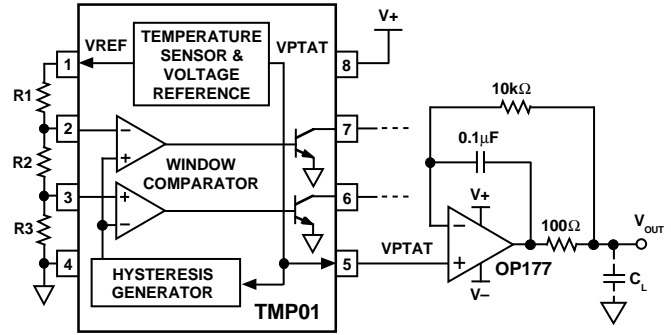 V+
VREF
TEMPERATURE
SENSOR &
VOLTAGE
REFERENCE
VPTAT
1
8
R1
2
7
10kΩ
0.1µF
R2
WINDOW
COMPARATOR
3
6
R3
V+
100Ω
VOUT
VPTAT
4
5
HYSTERESIS
GENERATOR
OP177
V–
CL
TMP01